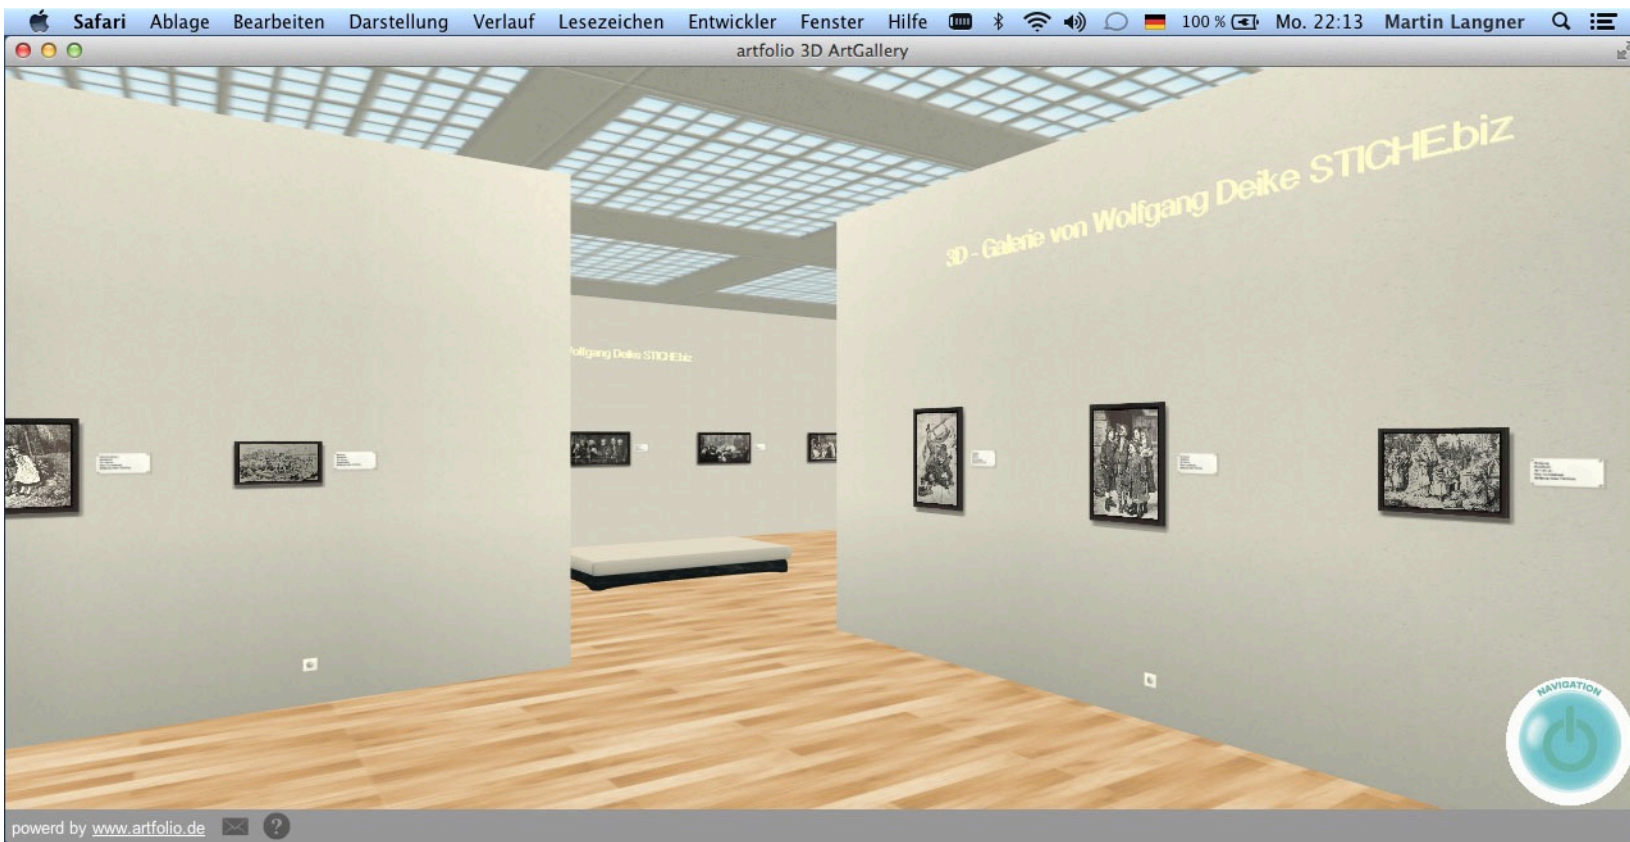 Safari Ablage Bearbeiten Darstellung Verlauf Lesezeichen Entwickler Fenster Hilfe 100 % Mo. 22:13 Martin Langner
artfolio 3D ArtGallery
3D - Galerie von Wolfgang Deike STICHE.biz
Wolfgang Deike STICHE.biz
NAVIGATION
powerd by www.artfolio.de